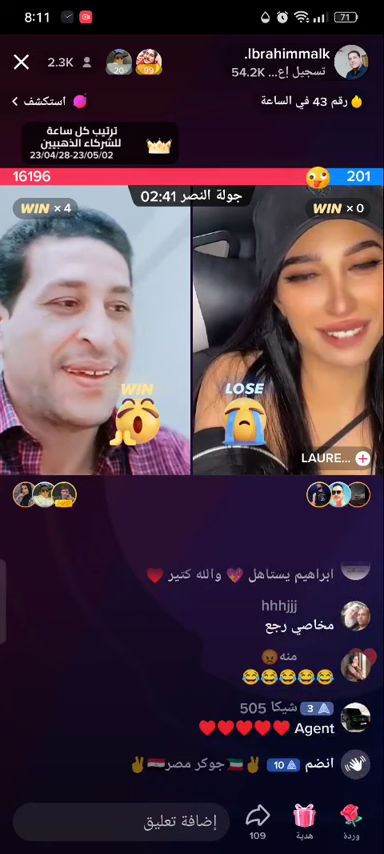 8:11
71
.Ibrahimmalk
54.2K ...تسجيل إع
2.3K
20
99
رقم 43 في الساعة
استكشف
ترتيب كل ساعة
للشركاء الذهبيين
23/04/28-23/05/02
16196
201
WIN × 4
جولة النصر 02:41
WIN × 0
WIN
LOSE
LAURE...
ابراهيم يستاهل 💖 والله كتير ❤️
hhhjjj
مخاصي رجع
منه😡
😂😂😂😂😂
3 شيكا 505
❤️❤️❤️❤️❤️ Agent
انضم 10 ✌️🇰🇼جوكر مصر🇪🇬✌️
إضافة تعليق
109
هدية
وردة